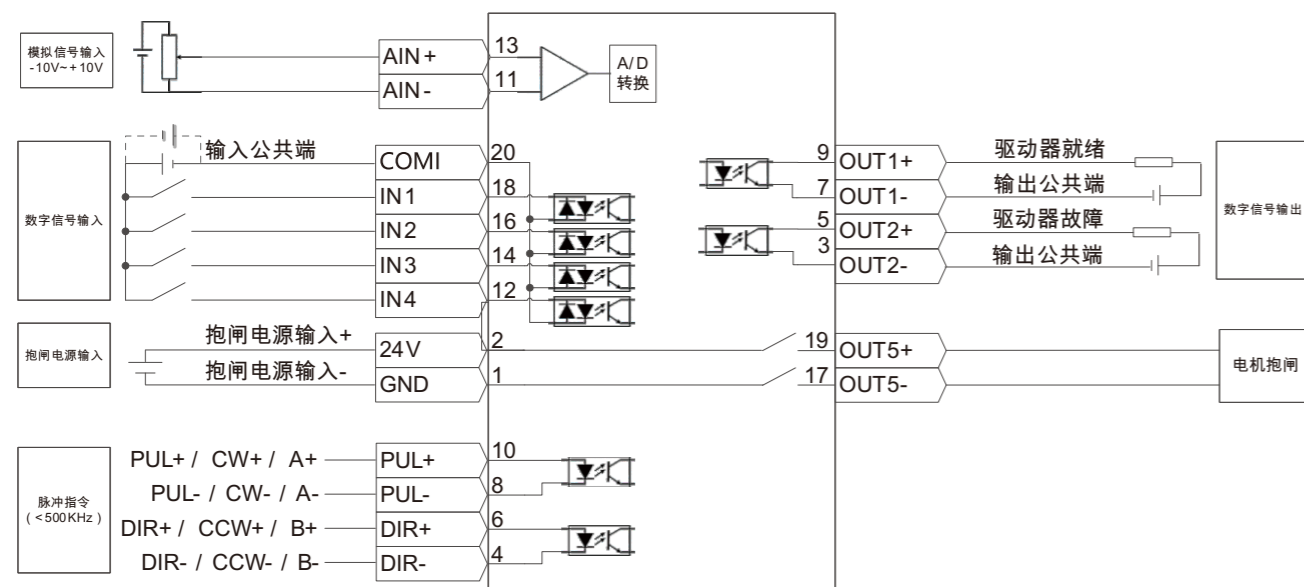 模拟信号输入
-10V~+10V
AIN+
13
AIN-
11
A/D
转换
数字信号输入
输入公共端
COMI
20
IN1
18
IN2
16
IN3
14
IN4
12
抱闸电源输入
抱闸电源输入+
24V
2
抱闸电源输入-
GND
1
脉冲指令
(<500KHz)
PUL+ / CW+ / A+
PUL+
10
PUL- / CW- / A-
PUL-
8
DIR+ / CCW+ / B+
DIR+
6
DIR- / CCW- / B-
DIR-
4
9
OUT1+
驱动器就绪
7
OUT1-
输出公共端
5
OUT2+
驱动器故障
3
OUT2-
输出公共端
数字信号输出
19
OUT5+
17
OUT5-
电机抱闸